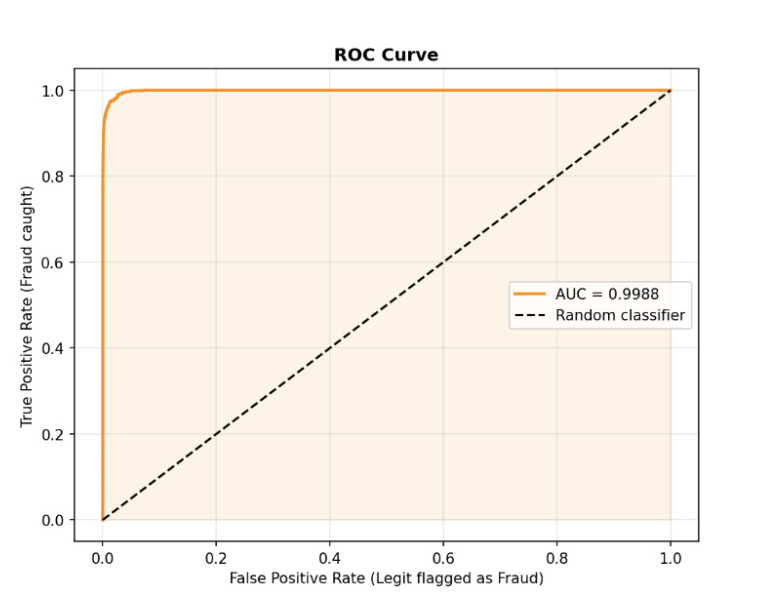 ROC Curve
1.0
0.8
0.6
0.4
0.2
0.0
True Positive Rate (Fraud caught)
AUC = 0.9988
Random classifier
0.0 0.2 0.4 0.6 0.8 1.0
False Positive Rate (Legit flagged as Fraud)